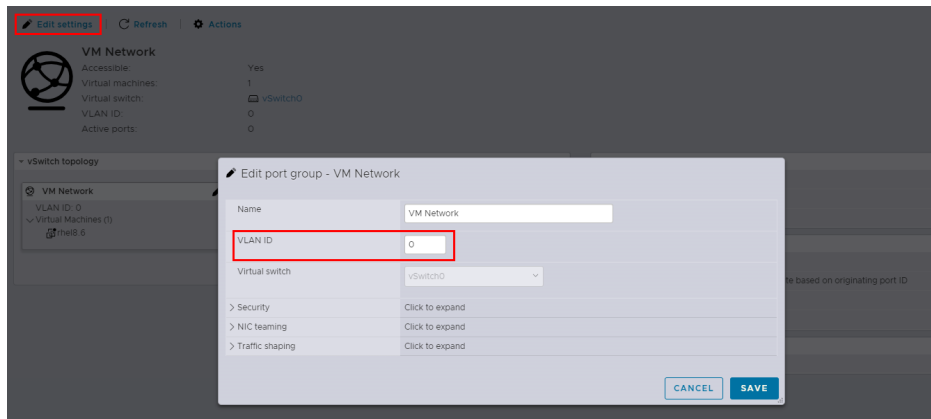 Edit settings Refresh Actions
VM Network
Accessible: Yes
Virtual machines: 1
Virtual switch: vSwitch0
VLAN ID: 0
Active ports: 0
vSwitch topology
VM Network
VLAN ID: 0
Virtual Machines (1)
rhel8.6
Edit port group - VM Network
Name VM Network
VLAN ID 0
Virtual switch vSwitch0
Security Click to expand
NIC teaming Click to expand
Traffic shaping Click to expand
CANCEL SAVE
based on originating port ID